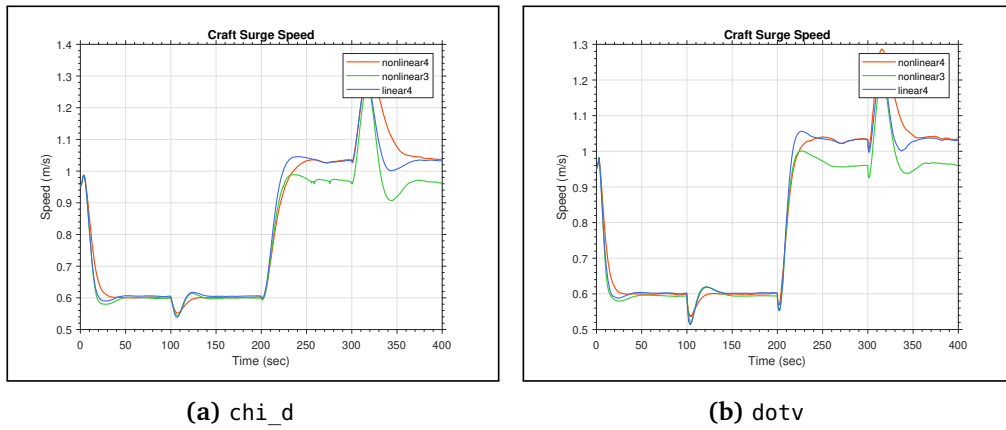 Craft Surge Speed
1.4
1.3
1.2
1.1
1
0.9
0.8
0.7
0.6
0.5
Speed (m/s)
nonlinear4
nonlinear3
linear4
0 50 100 150 200 250 300 350 400
Time (sec)
(a) chi_d
Craft Surge Speed
1.3
1.2
1.1
1
0.9
0.8
0.7
0.6
0.5
Speed (m/s)
nonlinear4
nonlinear3
linear4
0 50 100 150 200 250 300 350 400
Time (sec)
(b) dotv